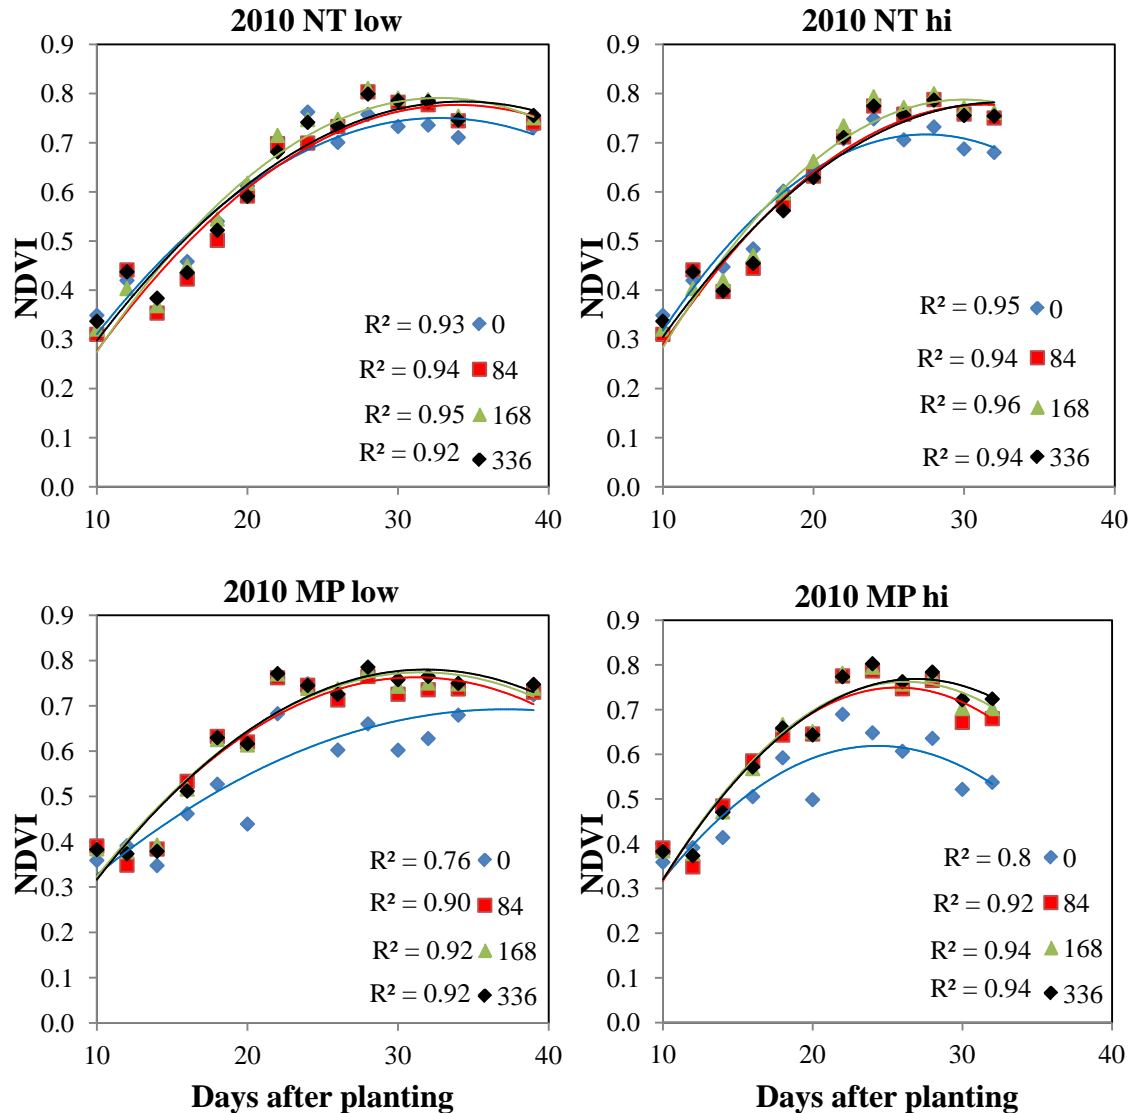 2010 NT low
0.9
0.8
0.7
0.6
0.5
0.4
0.3
0.2
0.1
0.0
NDVI
R² = 0.93 0
R² = 0.94 84
R² = 0.95 168
R² = 0.92 336
10 20 30 40
2010 NT hi
0.9
0.8
0.7
0.6
0.5
0.4
0.3
0.2
0.1
0.0
NDVI
R² = 0.95 0
R² = 0.94 84
R² = 0.96 168
R² = 0.94 336
10 20 30 40
2010 MP low
0.9
0.8
0.7
0.6
0.5
0.4
0.3
0.2
0.1
0.0
NDVI
R² = 0.76 0
R² = 0.90 84
R² = 0.92 168
R² = 0.92 336
10 20 30 40
Days after planting
2010 MP hi
0.9
0.8
0.7
0.6
0.5
0.4
0.3
0.2
0.1
0.0
NDVI
R² = 0.8 0
R² = 0.92 84
R² = 0.94 168
R² = 0.94 336
10 20 30 40
Days after planting